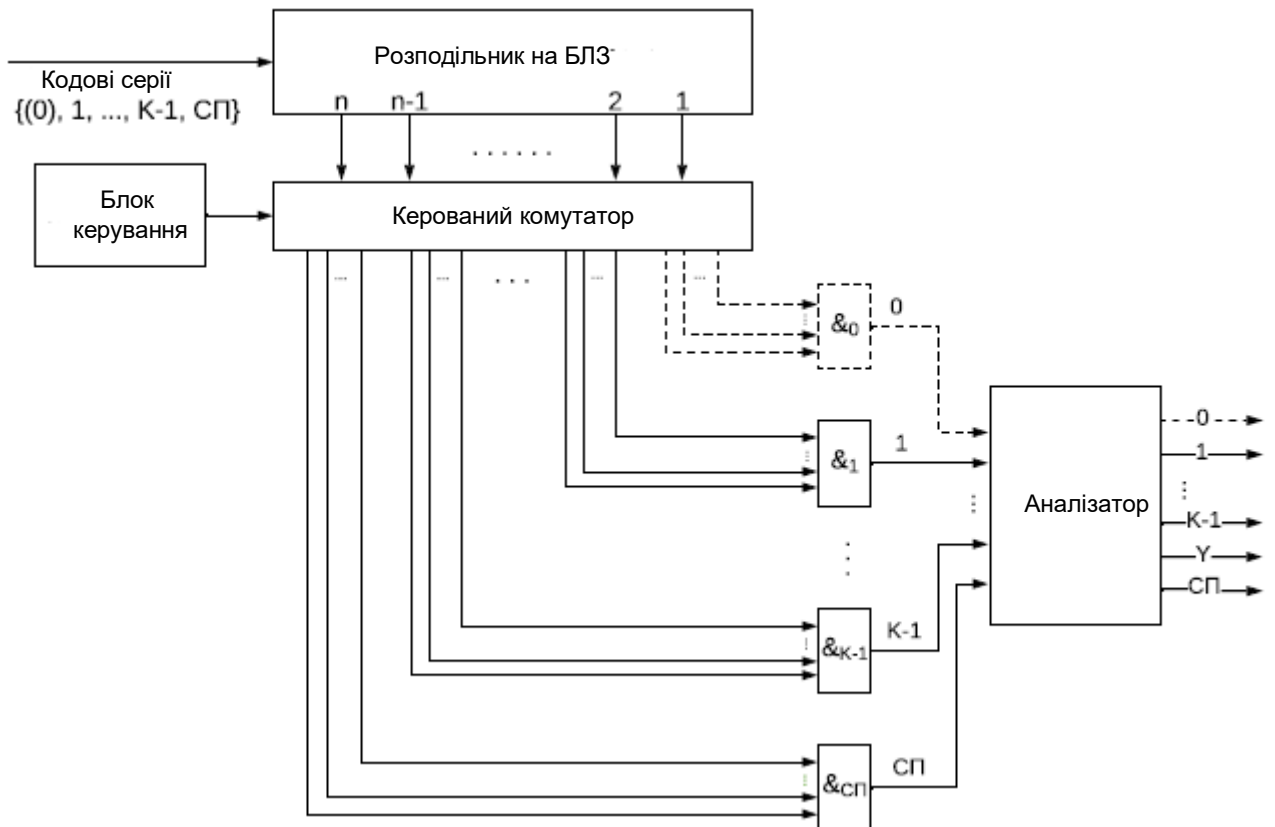 Розподільник на БЛЗ
Кодові серії
{(0), 1, ..., K-1, СП}
n n-1 2 1
. . . . . .
Блок
керування
Керований комутатор
... ... . . . ... ...
&0 0
&1 1
Аналізатор
0
1
K-1
Y
СП
&K-1 K-1
&СП СП